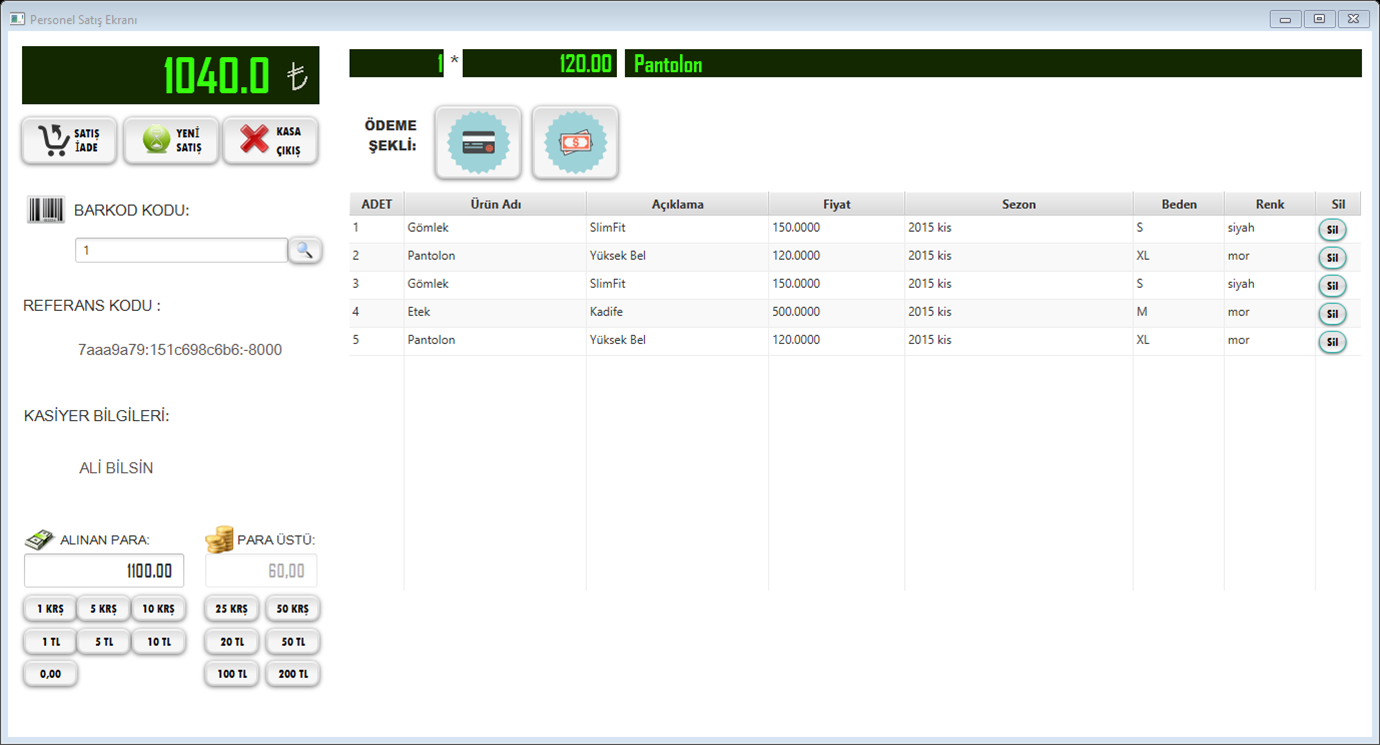 Personel Satış Ekranı
1040.0 ₺
1 * 120.00 Pantolon
SATIŞ İADE
YENİ SATIŞ
KASA ÇIKIŞ
ÖDEME
ŞEKLİ:
BARKOD KODU:
1
REFERANS KODU :
7aaa9a79:151c698c6b6:-8000
KASİYER BİLGİLERİ:
ALİ BİLSİN
ALINAN PARA: PARA ÜSTÜ:
1100.00 60,00
1 KRŞ 5 KRŞ 10 KRŞ 25 KRŞ 50 KRŞ
1 TL 5 TL 10 TL 20 TL 50 TL
0,00 100 TL 200 TL
ADET Ürün Adı Açıklama Fiyat Sezon Beden Renk Sil
1 Gömlek SlimFit 150.0000 2015 kis S siyah Sil
2 Pantolon Yüksek Bel 120.0000 2015 kis XL mor Sil
3 Gömlek SlimFit 150.0000 2015 kis S siyah Sil
4 Etek Kadife 500.0000 2015 kis M mor Sil
5 Pantolon Yüksek Bel 120.0000 2015 kis XL mor Sil